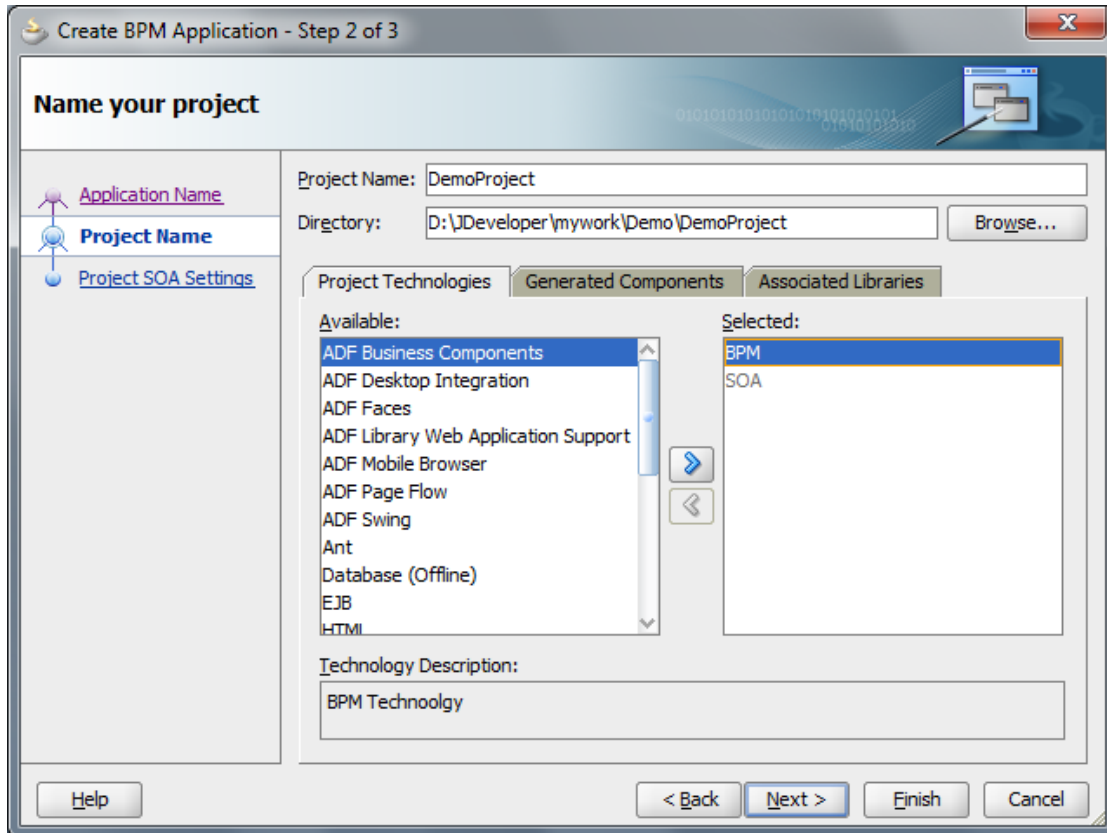 Create BPM Application - Step 2 of 3
Name your project
Application Name
Project Name
Project SOA Settings
Project Name: DemoProject
Directory: D:\JDeveloper\mywork\Demo\DemoProject Browse...
Project Technologies Generated Components Associated Libraries
Available:
ADF Business Components
ADF Desktop Integration
ADF Faces
ADF Library Web Application Support
ADF Mobile Browser
ADF Page Flow
ADF Swing
Ant
Database (Offline)
EJB
HTML
Selected:
BPM
SOA
Technology Description:
BPM Technoolgy
Help < Back Next > Finish Cancel